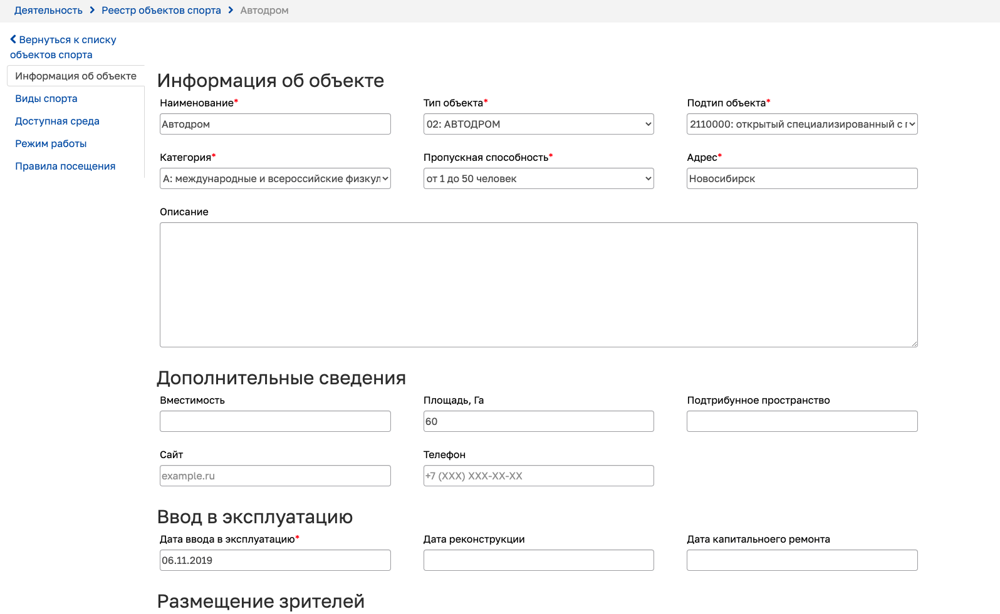 Деятельность > Реестр объектов спорта > Автодром
Вернуться к списку
объектов спорта
Информация об объекте
Виды спорта
Доступная среда
Режим работы
Правила посещения
Информация об объекте
Наименование* Тип объекта* Подтип объекта*
Автодром 02: АВТОДРОМ 2110000: открытый специализированный с г
Категория* Пропускная способность* Адрес*
А: международные и всероссийские физкул от 1 до 50 человек Новосибирск
Описание
Дополнительные сведения
Вместимость Площадь, Га Подтрибунное пространство
60
Сайт Телефон
example.ru +7 (XXX) XXX-XX-XX
Ввод в эксплуатацию
Дата ввода в эксплуатацию* Дата реконструкции Дата капитальноего ремонта
06.11.2019
Размещение зрителей